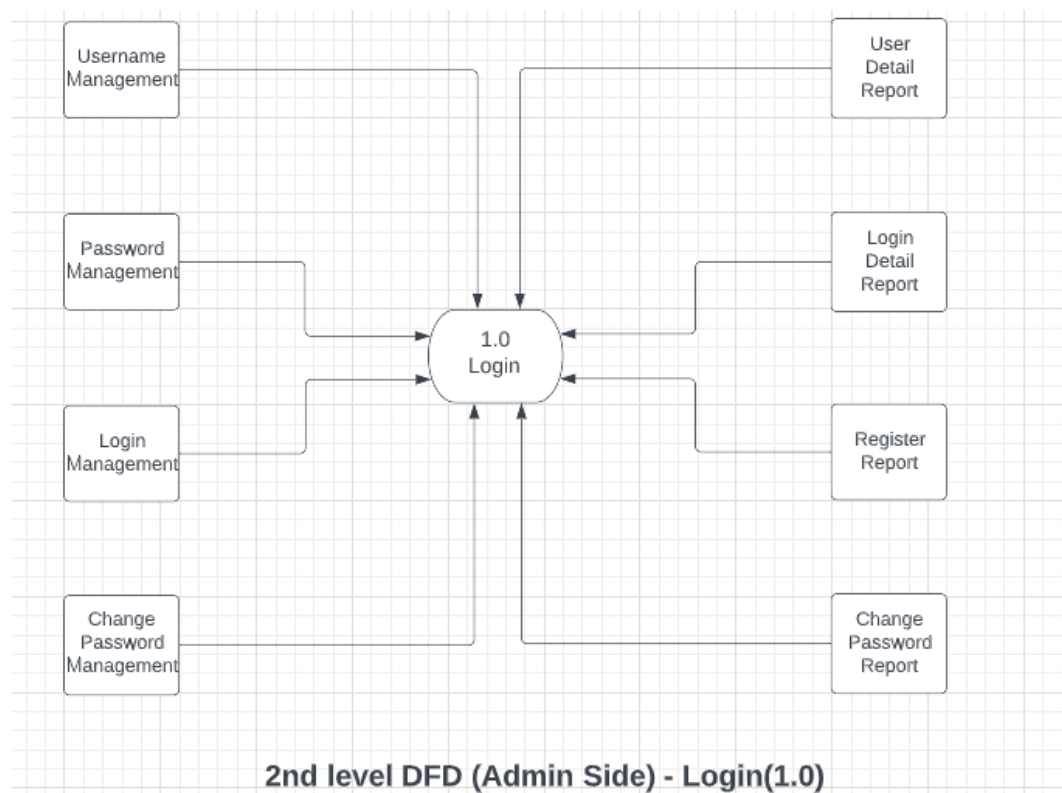 Username
Management
User
Detail
Report
Password
Management
Login
Detail
Report
1.0
Login
Login
Management
Register
Report
Change
Password
Management
Change
Password
Report
2nd level DFD (Admin Side) - Login(1.0)